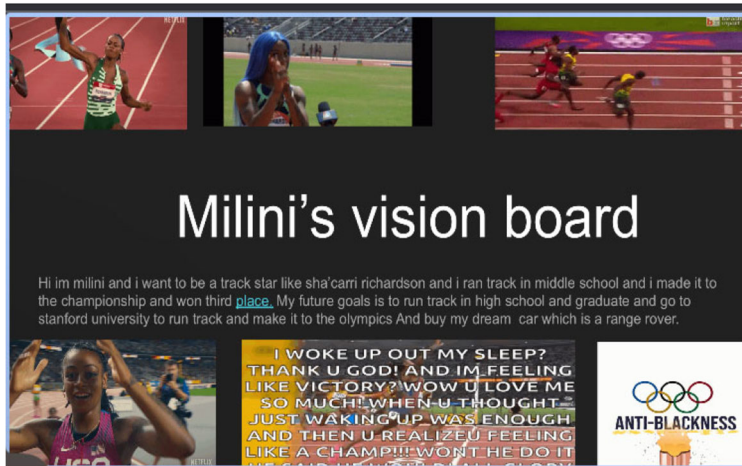 NETFLIX
Milini's vision board
Hi im milini and i want to be a track star like sha'carri richardson and i ran track in middle school and i made it to
the championship and won third place. My future goals is to run track in high school and graduate and go to
stanford university to run track and make it to the olympics And buy my dream car which is a range rover.
NETFLIX
I WOKE UP OUT MY SLEEP?
THANK U GOD! AND IM FEELING
LIKE VICTORY? WOW U LOVE ME
SO MUCH! WHEN U THOUGHT
JUST WAKING UP WAS ENOUGH
AND THEN U REALIZEU FEELING
LIKE A CHAMP!!! WONT HE DO IT
ANTI-BLACKNESS